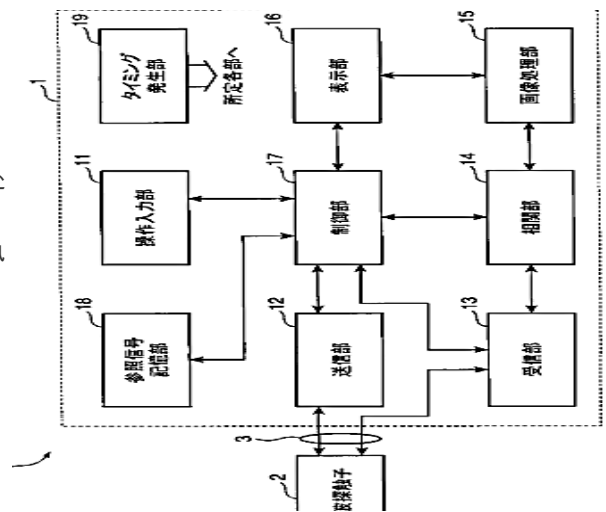 1
18
11
19
参照信号
記憶部
操作入力部
タイミング
発生部
所定各部へ
2
3
12
17
16
波探触子
送信部
制御部
表示部
13
14
15
受信部
相関部
画像処理部